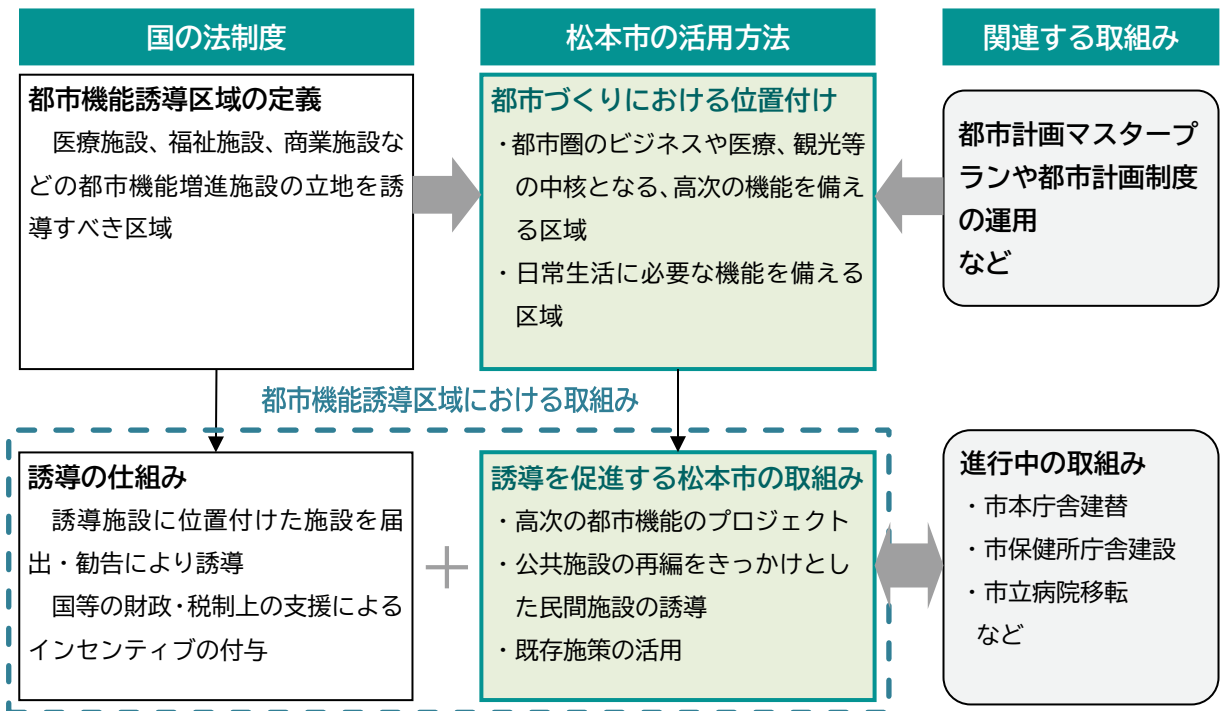 国の法制度
松本市の活用方法
関連する取組み
都市機能誘導区域の定義
医療施設、福祉施設、商業施設な
どの都市機能増進施設の立地を誘
導すべき区域
都市づくりにおける位置付け
・都市圏のビジネスや医療、観光等
の中核となる、高次の機能を備え
る区域
・日常生活に必要な機能を備える
区域
都市計画マスタープ
ランや都市計画制度
の運用
など
都市機能誘導区域における取組み
誘導の仕組み
誘導施設に位置付けた施設を届
出・勧告により誘導
国等の財政・税制上の支援による
インセンティブの付与
+
誘導を促進する松本市の取組み
・高次の都市機能のプロジェクト
・公共施設の再編をきっかけとし
た民間施設の誘導
・既存施策の活用
進行中の取組み
・市本庁舎建替
・市保健所庁舎建設
・市立病院移転
など